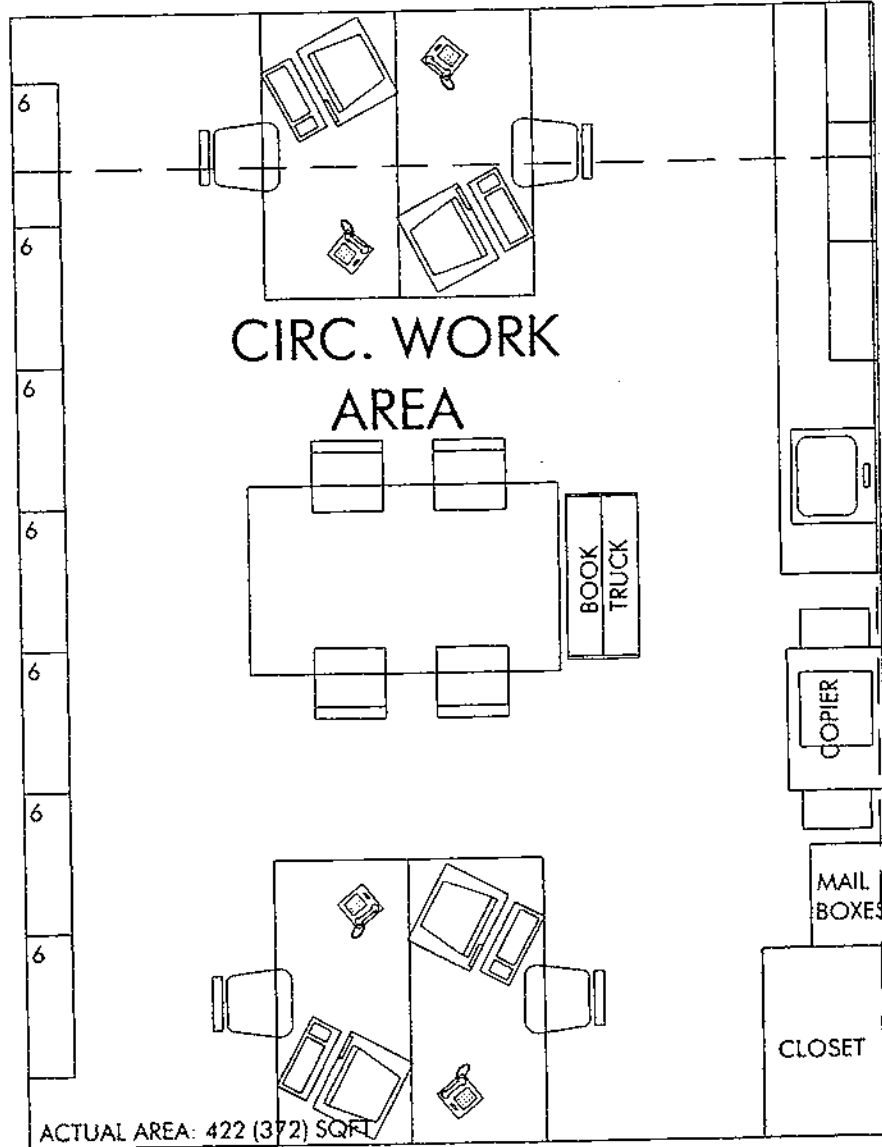 6
6
CIRC. WORK
AREA
6
6
BOOK
TRUCK
6
COPIER
6
MAIL
BOXES
6
CLOSET
ACTUAL AREA: 422 (372) SQFT